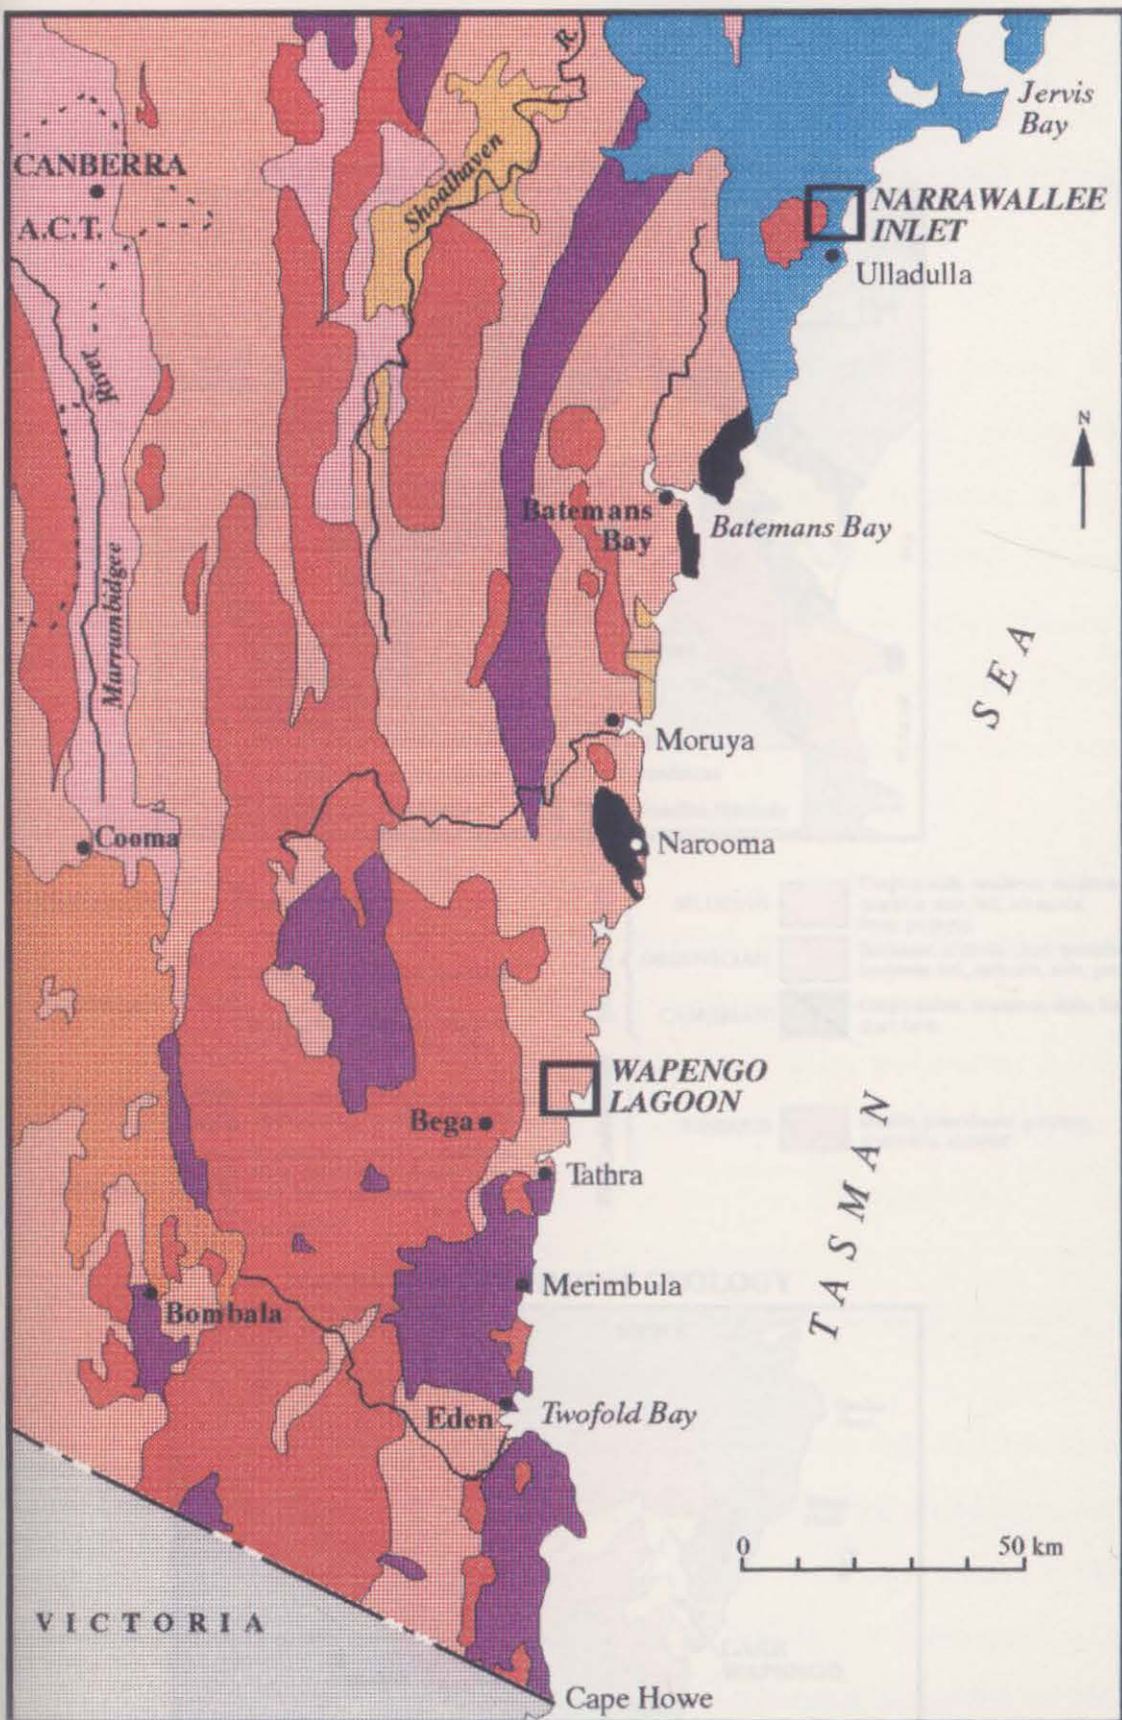 R.
Jervis
Bay
CANBERRA
A.C.T.
Shoalhaven
NARRAWALLEE
INLET
Ulladulla
River
N
Batemans
Bay
Batemans Bay
Murrumbidgee
SEA
Moruya
Cooma
Narooma
WAPENGO
LAGOON
Bega
Tathra
TASMAN
Merimbula
Bombala
Eden
Twofold Bay
0 50 km
VICTORIA
Cape Howe